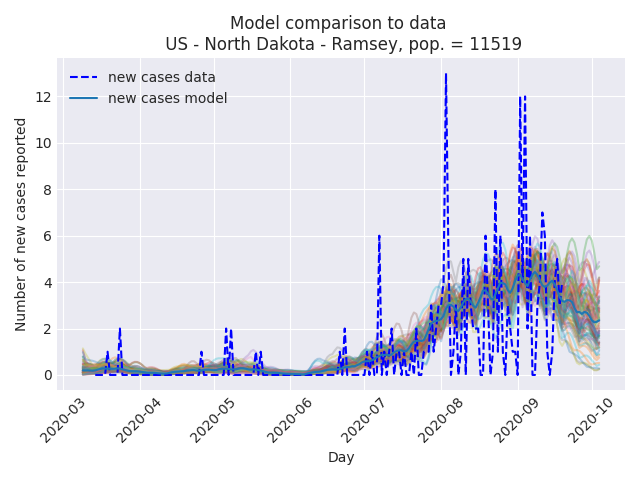 Model comparison to data
US - North Dakota - Ramsey, pop. = 11519
new cases data
new cases model
Number of new cases reported
12
10
8
6
4
2
0
2020-03
2020-04
2020-05
2020-06
2020-07
2020-08
2020-09
2020-10
Day